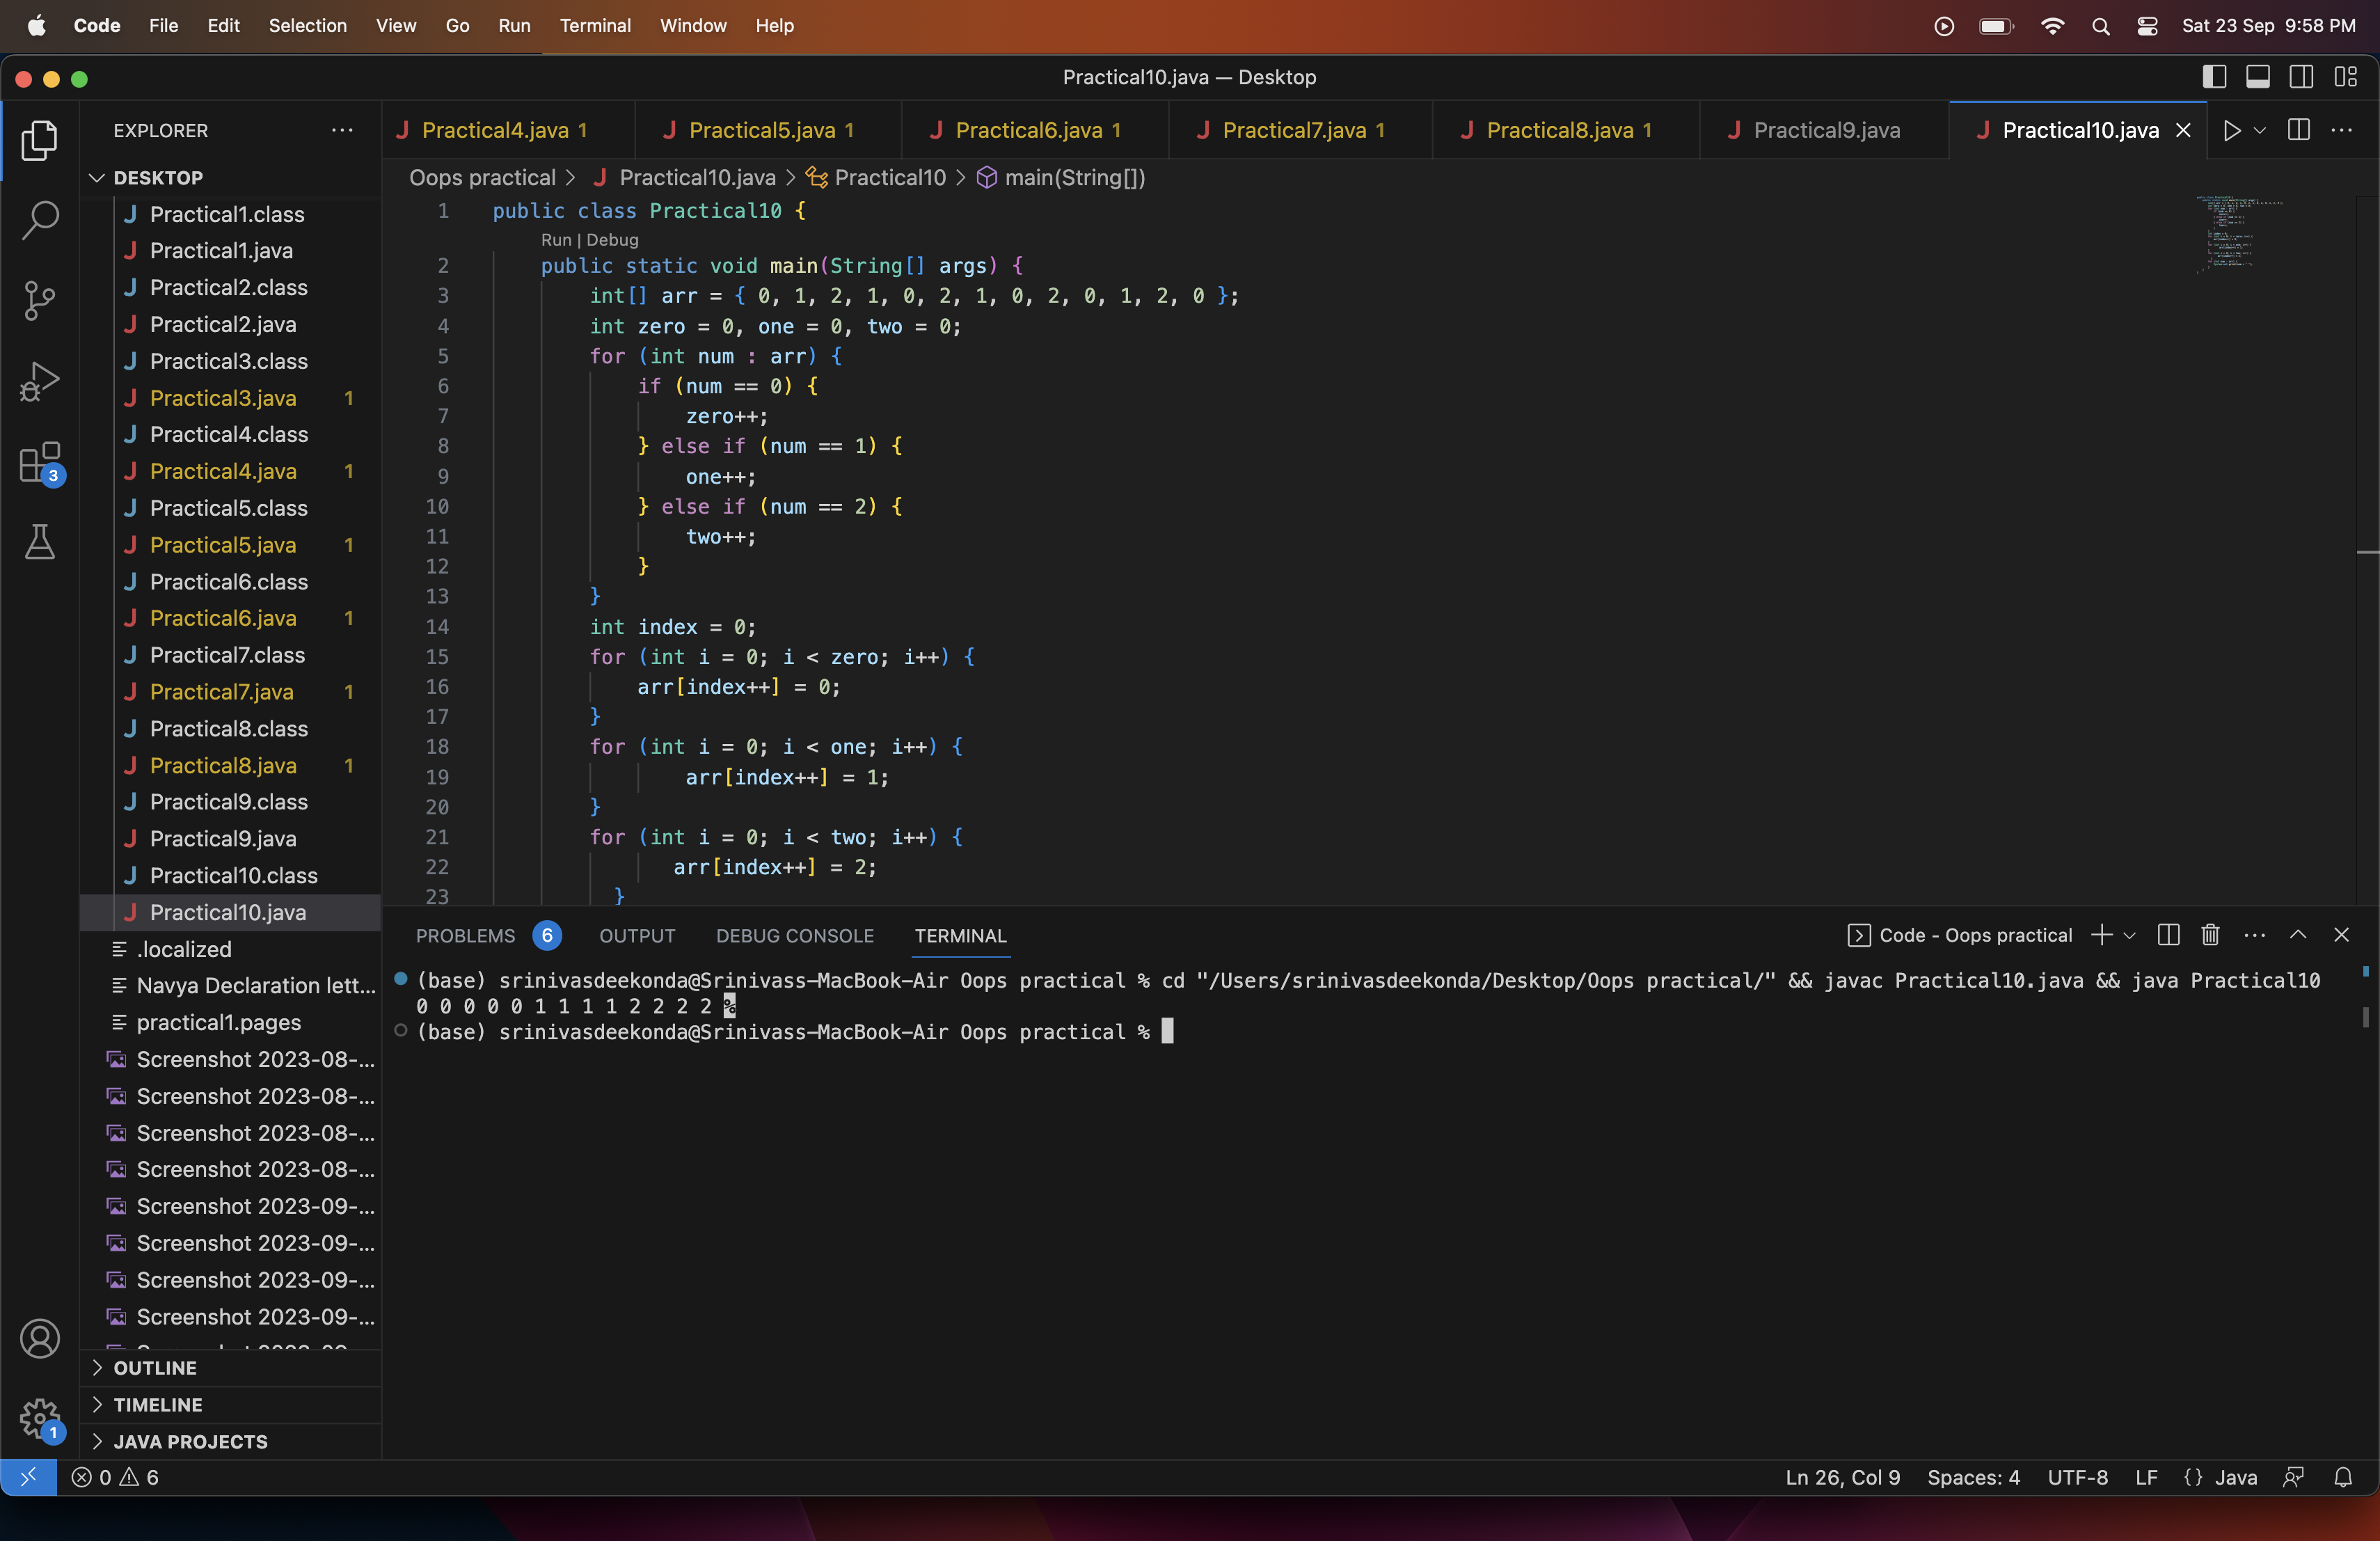 Code File Edit Selection View Go Run Terminal Window Help Sat 23 Sep 9:58 PM
Practical10.java — Desktop
EXPLORER
DESKTOP
Practical1.class
Practical1.java
Practical2.class
Practical2.java
Practical3.class
Practical3.java 1
Practical4.class
Practical4.java 1
Practical5.class
Practical5.java 1
Practical6.class
Practical6.java 1
Practical7.class
Practical7.java 1
Practical8.class
Practical8.java 1
Practical9.class
Practical9.java
Practical10.class
Practical10.java
.localized
Navya Declaration lett...
practical1.pages
Screenshot 2023-08-...
Screenshot 2023-08-...
Screenshot 2023-08-...
Screenshot 2023-08-...
Screenshot 2023-09-...
Screenshot 2023-09-...
Screenshot 2023-09-...
Screenshot 2023-09-...
OUTLINE
TIMELINE
JAVA PROJECTS
3
1
Practical4.java 1 Practical5.java 1 Practical6.java 1 Practical7.java 1 Practical8.java 1 Practical9.java Practical10.java
Oops practical > Practical10.java > Practical10 > main(String[])
1 public class Practical10 {
Run | Debug
2 public static void main(String[] args) {
3 int[] arr = { 0, 1, 2, 1, 0, 2, 1, 0, 2, 0, 1, 2, 0 };
4 int zero = 0, one = 0, two = 0;
5 for (int num : arr) {
6 if (num == 0) {
7 zero++;
8 } else if (num == 1) {
9 one++;
10 } else if (num == 2) {
11 two++;
12 }
13 }
14 int index = 0;
15 for (int i = 0; i < zero; i++) {
16 arr[index++] = 0;
17 }
18 for (int i = 0; i < one; i++) {
19 arr[index++] = 1;
20 }
21 for (int i = 0; i < two; i++) {
22 arr[index++] = 2;
23 }
PROBLEMS 6 OUTPUT DEBUG CONSOLE TERMINAL Code - Oops practical
(base) srinivasdeekonda@Srinivass-MacBook-Air Oops practical % cd "/Users/srinivasdeekonda/Desktop/Oops practical/" && javac Practical10.java && java Practical10
0 0 0 0 0 1 1 1 1 2 2 2 2 %
(base) srinivasdeekonda@Srinivass-MacBook-Air Oops practical %
0 6 Ln 26, Col 9 Spaces: 4 UTF-8 LF {} Java